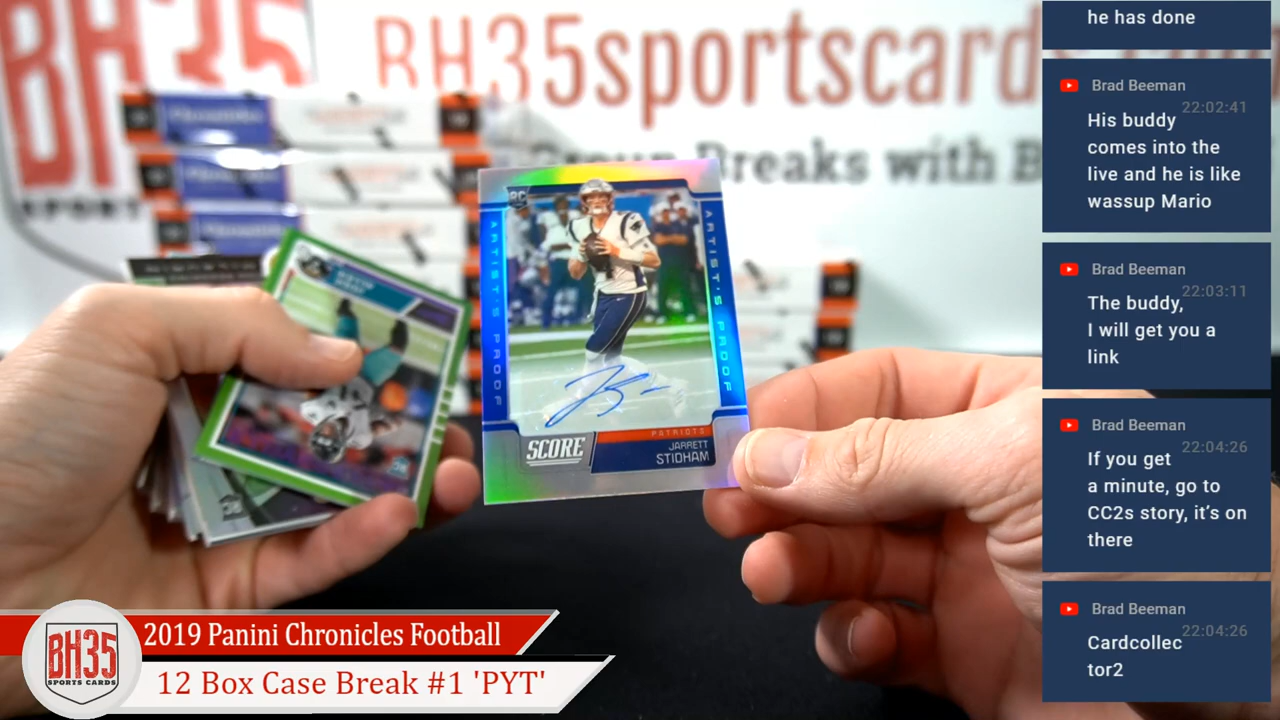 BH35sportscards
Group Breaks with B
SPORT
RC
ARTIST'S PROOF
ARTIST'S PROOF
SCORE
PATRIOTS
JARRETT
STIDHAM
BH35
SPORTS CARDS
2019 Panini Chronicles Football
12 Box Case Break #1 'PYT'
he has done
Brad Beeman
22:02:41
His buddy
comes into the
live and he is like
wassup Mario
Brad Beeman
22:03:11
The buddy,
I will get you a
link
Brad Beeman
22:04:26
If you get
a minute, go to
CC2s story, it's on
there
Brad Beeman
22:04:26
Cardcollec
tor2